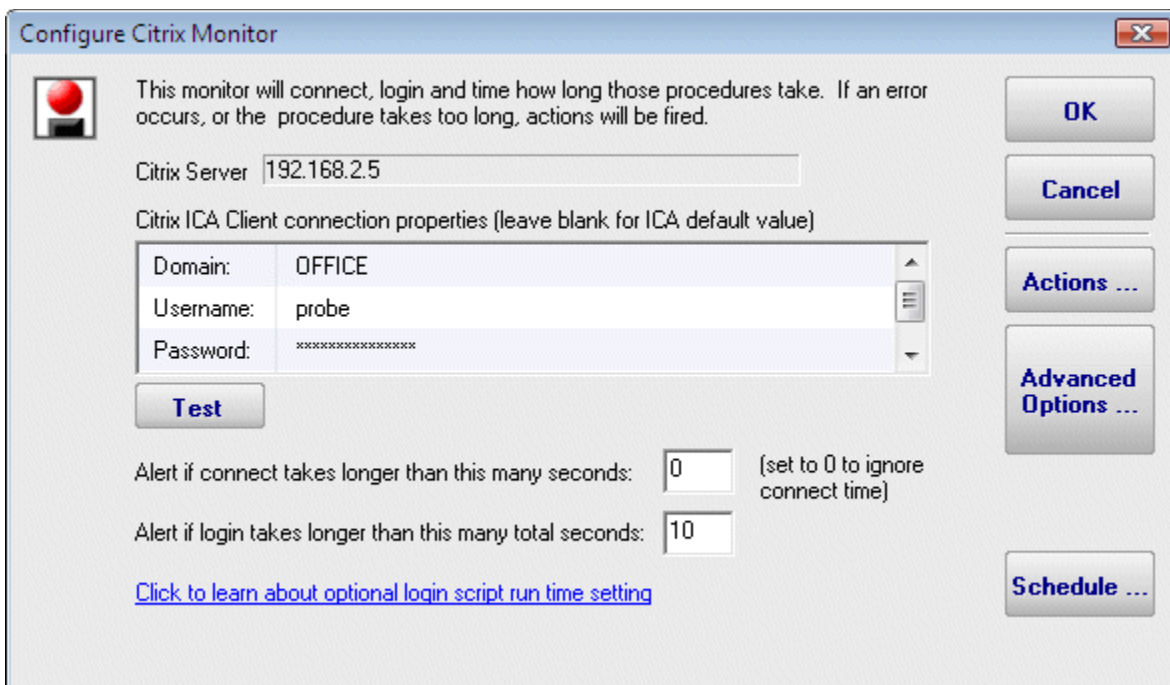 Configure Citrix Monitor
This monitor will connect, login and time how long those procedures take. If an error
occurs, or the procedure takes too long, actions will be fired.
OK
Citrix Server 192.168.2.5
Cancel
Citrix ICA Client connection properties (leave blank for ICA default value)
Domain: OFFICE
Username: probe
Password: ***************
Actions ...
Advanced
Options ...
Test
Alert if connect takes longer than this many seconds: 0 (set to 0 to ignore
connect time)
Alert if login takes longer than this many total seconds: 10
Click to learn about optional login script run time setting
Schedule ...